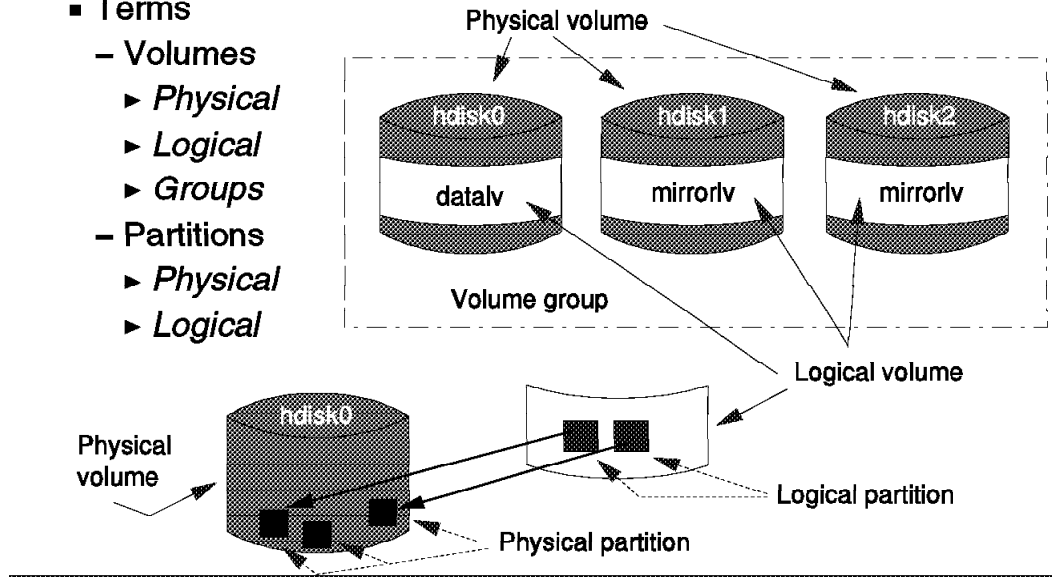 ▪ Terms
– Volumes
► Physical
► Logical
► Groups
– Partitions
► Physical
► Logical
Physical volume
hdisk0
hdisk1
hdisk2
datalv
mirrorlv
mirrorlv
Volume group
Logical volume
hdisk0
Physical
volume
Logical partition
Physical partition